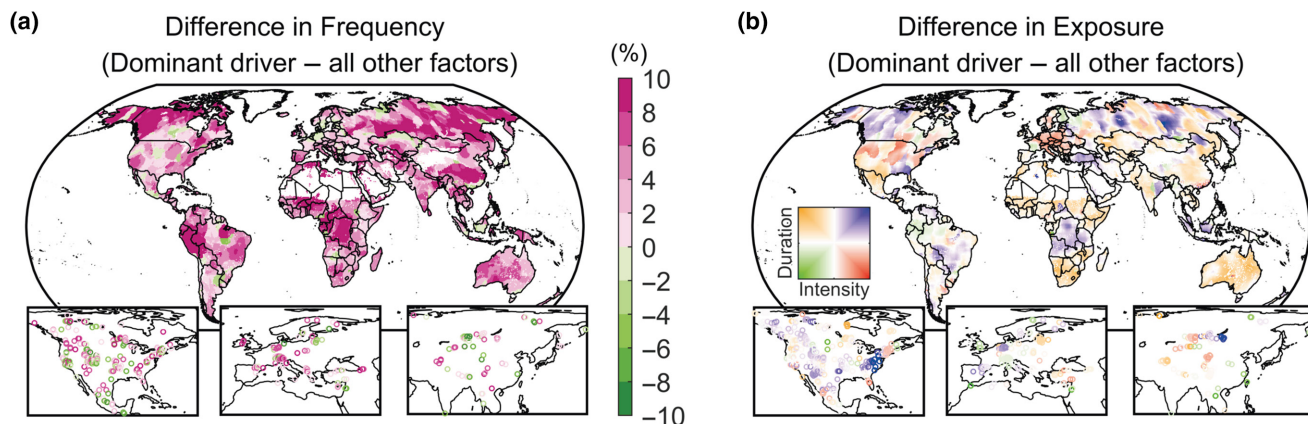 (a)
Difference in Frequency
(Dominant driver – all other factors)
(%)
10
8
6
4
2
0
−2
−4
−6
−8
−10
(b)
Difference in Exposure
(Dominant driver – all other factors)
Duration
Intensity